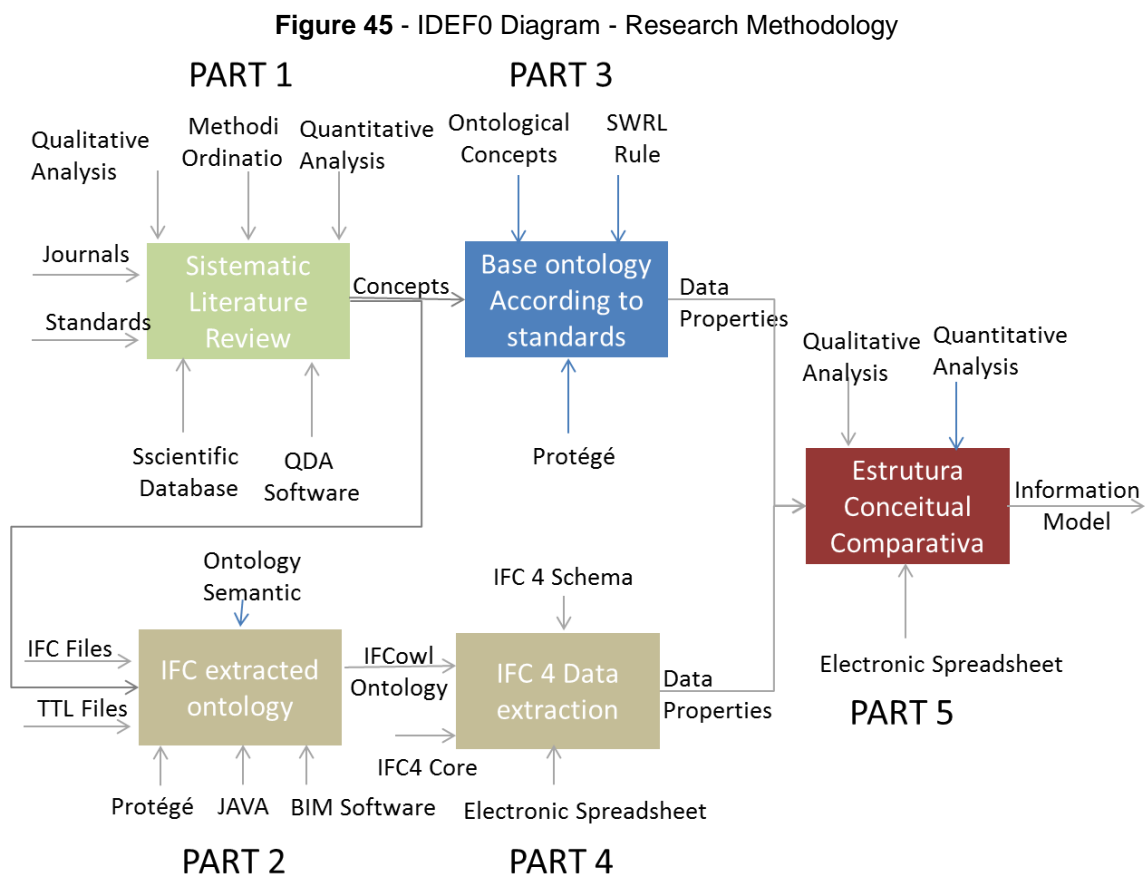 Figure 45 - IDEF0 Diagram - Research Methodology
PART 1
PART 3
Qualitative
Analysis
Methodi
Ordinatio
Quantitative
Analysis
Ontological
Concepts
SWRL
Rule
Journals
Standards
Sistematic
Literature
Review
Concepts
Base ontology
According to
standards
Data
Properties
Qualitative
Analysis
Quantitative
Analysis
Sscientific
Database
QDA
Software
Protégé
Estrutura
Conceitual
Comparativa
Information
Model
Ontology
Semantic
IFC 4 Schema
IFC Files
TTL Files
IFC extracted
ontology
IFCowl
Ontology
IFC 4 Data
extraction
Data
Properties
Electronic Spreadsheet
PART 5
IFC4 Core
Protégé
JAVA
BIM Software
Electronic Spreadsheet
PART 2
PART 4